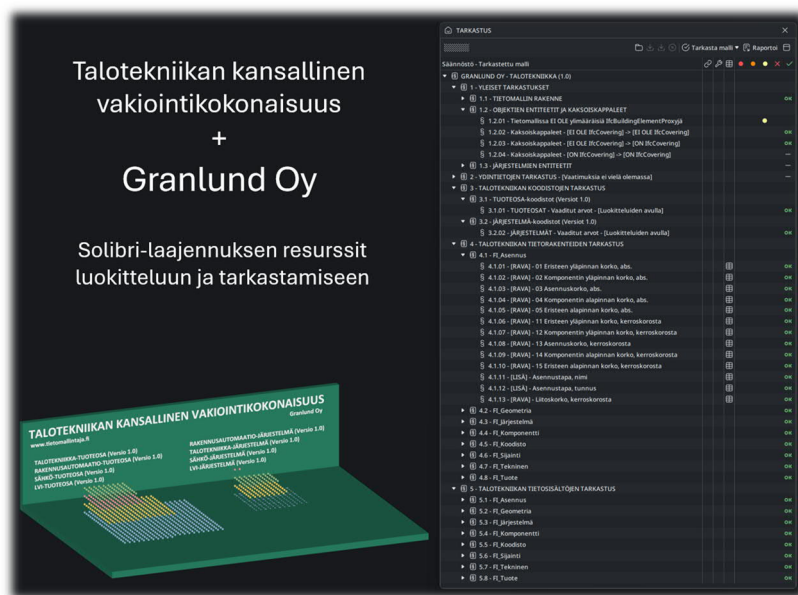 Talotekniikan kansallinen
vakiointikokonaisuus
+
Granlund Oy
Solibri-laajennuksen resurssit
luokitteluun ja tarkastamiseen
TALOTEKNIIKAN KANSALLINEN VAKIOINTIKOKONAISUUS
www.tietomallintaja.fi
Granlund Oy
TALOTEKNIIKKA-TUOTEOSA (Versio 1.0)
RAKENNUSAUTOMAATIO-TUOTEOSA (Versio 1.0)
SÄHKÖ-TUOTEOSA (Versio 1.0)
LVI-TUOTEOSA (Versio 1.0)
RAKENNUSAUTOMAATIO-JÄRJESTELMÄ (Versio 1.0)
TALOTEKNIIKKA-JÄRJESTELMÄ (Versio 1.0)
SÄHKÖ-JÄRJESTELMÄ (Versio 1.0)
LVI-JÄRJESTELMÄ (Versio 1.0)
TARKASTUS
Tarkasta malli Raportoi
Säännöstö - Tarkastettu malli
GRANLUND OY - TALOTEKNIIKKA (1.0)
1 - YLEISET TARKASTUKSET
1.1 - TIETOMALLIN RAKENNE OK
1.2 - OBJEKTIEN ENTITEETIT JA KAKSOISKAPPALEET
§ 1.2.01 - Tietomallissa EI OLE ylimääräisiä IfcBuildingElementProxyjä
§ 1.2.02 - Kaksoiskappaleet - [EI OLE IfcCovering] -> [EI OLE IfcCovering] OK
§ 1.2.03 - Kaksoiskappaleet - [EI OLE IfcCovering] -> [ON IfcCovering] OK
§ 1.2.04 - Kaksoiskappaleet - [ON IfcCovering] -> [ON IfcCovering] —
1.3 - JÄRJESTELMIEN ENTITEETIT —
2 - YDINTIETOJEN TARKASTUS - [Vaatimuksia ei vielä olemassa] —
3 - TALOTEKNIIKAN KOODISTOJEN TARKASTUS
3.1 - TUOTEOSA-koodistot (Versiot 1.0)
§ 3.1.01 - TUOTEOSAT - Vaaditut arvot - [Luokitteluiden avulla] OK
3.2 - JÄRJESTELMÄ-koodistot (Versiot 1.0)
§ 3.2.02 - JÄRJESTELMÄT - Vaaditut arvot - [Luokitteluiden avulla] OK
4 - TALOTEKNIIKAN TIETORAKENTEIDEN TARKASTUS
4.1 - FI_Asennus
§ 4.1.01 - [RAVA] - 01 Eristeen yläpinnan korko, abs. OK
§ 4.1.02 - [RAVA] - 02 Komponentin yläpinnan korko, abs. OK
§ 4.1.03 - [RAVA] - 03 Asennuskorko, abs. OK
§ 4.1.04 - [RAVA] - 04 Komponentin alapinnan korko, abs. OK
§ 4.1.05 - [RAVA] - 05 Eristeen alapinnan korko, abs. OK
§ 4.1.06 - [RAVA] - 11 Eristeen yläpinnan korko, kerroskorosta OK
§ 4.1.07 - [RAVA] - 12 Komponentin yläpinnan korko, kerroskorosta OK
§ 4.1.08 - [RAVA] - 13 Asennuskorko, kerroskorosta OK
§ 4.1.09 - [RAVA] - 14 Komponentin alapinnan korko, kerroskorosta OK
§ 4.1.10 - [RAVA] - 15 Eristeen alapinnan korko, kerroskorosta OK
§ 4.1.11 - [LISÄ] - Asennustapa, nimi OK
§ 4.1.12 - [LISÄ] - Asennustapa, tunnus OK
§ 4.1.13 - [RAVA] - Liitoskorko, kerroskorosta OK
4.2 - FI_Geometria OK
4.3 - FI_Järjestelmä OK
4.4 - FI_Komponentti OK
4.5 - FI_Koodisto OK
4.6 - FI_Sijainti OK
4.7 - FI_Tekninen OK
4.8 - FI_Tuote OK
5 - TALOTEKNIIKAN TIETOSISÄLTÖJEN TARKASTUS
5.1 - FI_Asennus OK
5.2 - FI_Geometria OK
5.3 - FI_Järjestelmä OK
5.4 - FI_Komponentti OK
5.5 - FI_Koodisto OK
5.6 - FI_Sijainti OK
5.7 - FI_Tekninen OK
5.8 - FI_Tuote OK